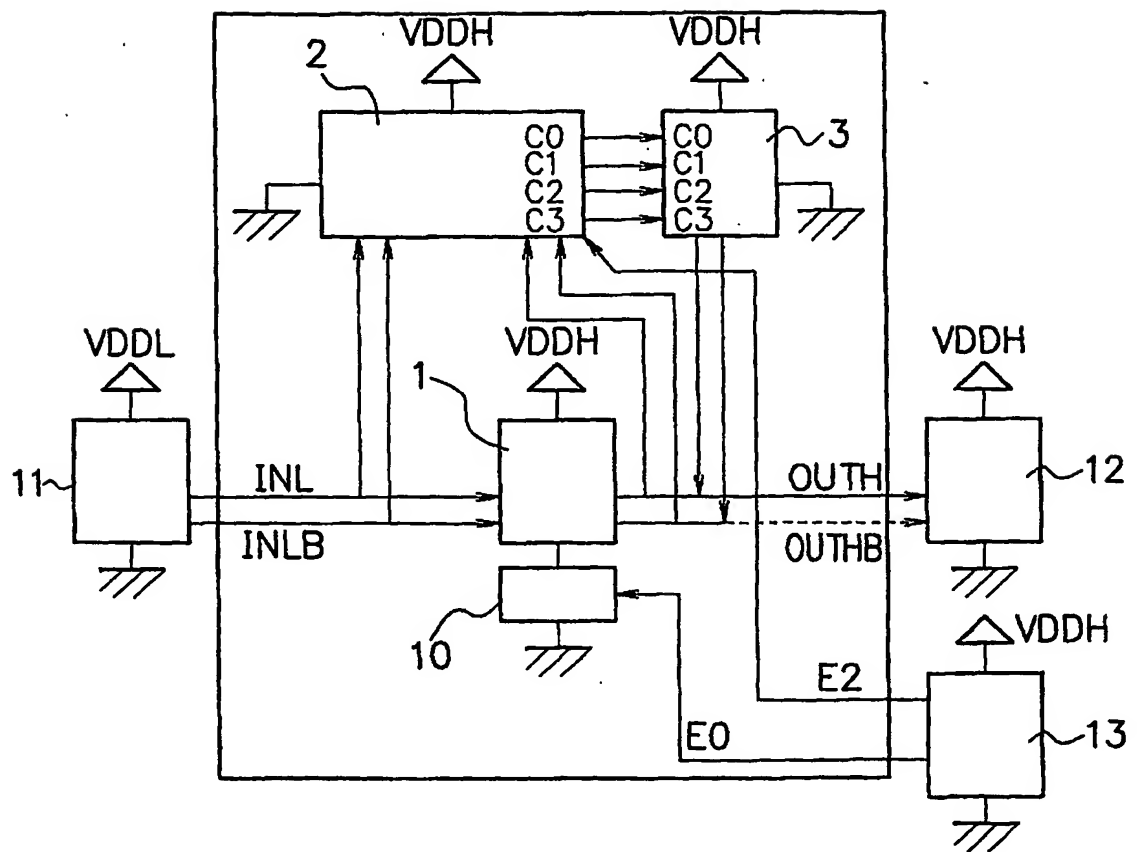 VDDH VDDH
2
C0 C0 3
C1 C1
C2 C2
C3 C3
VDDL VDDH VDDH
1
11 INL OUTH 12
INLB OUTHB
10 VDDH
E2
E0 13